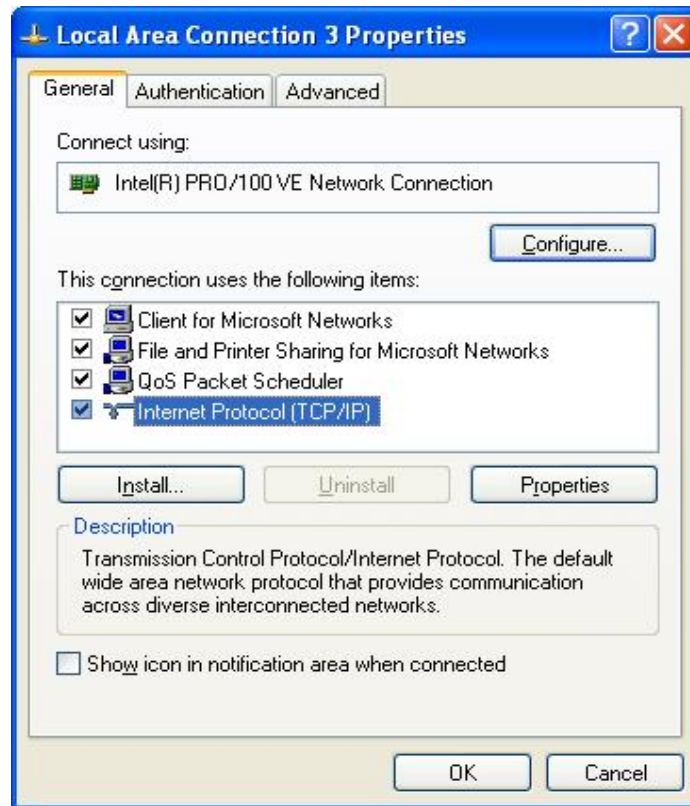 Local Area Connection 3 Properties
General Authentication Advanced
Connect using:
Intel(R) PRO/100 VE Network Connection
Configure...
This connection uses the following items:
Client for Microsoft Networks
File and Printer Sharing for Microsoft Networks
QoS Packet Scheduler
Internet Protocol (TCP/IP)
Install... Uninstall Properties
Description
Transmission Control Protocol/Internet Protocol. The default
wide area network protocol that provides communication
across diverse interconnected networks.
Show icon in notification area when connected
OK Cancel